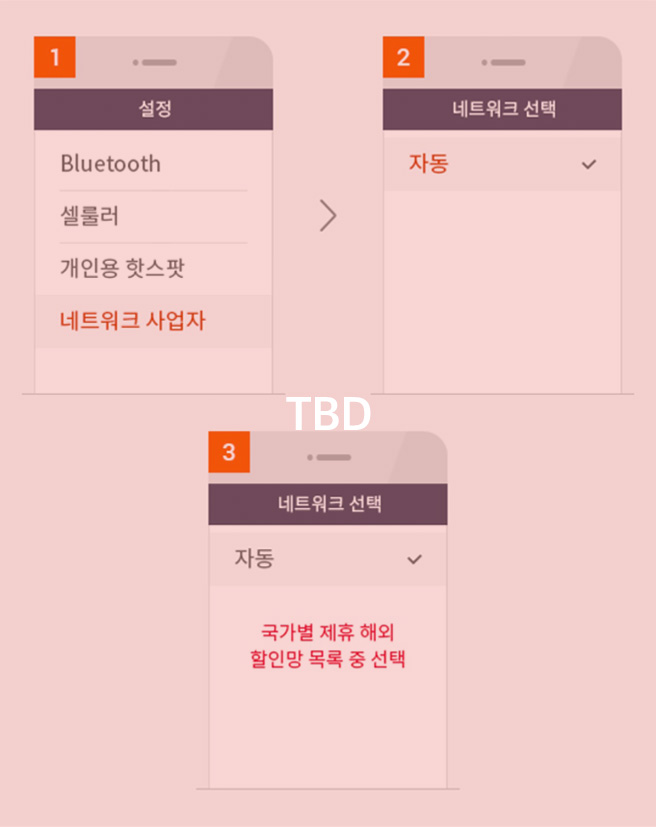 1
설정
Bluetooth
셀룰러
개인용 핫스팟
네트워크 사업자
2
네트워크 선택
자동
TBD
3
네트워크 선택
자동
국가별 제휴 해외
할인망 목록 중 선택